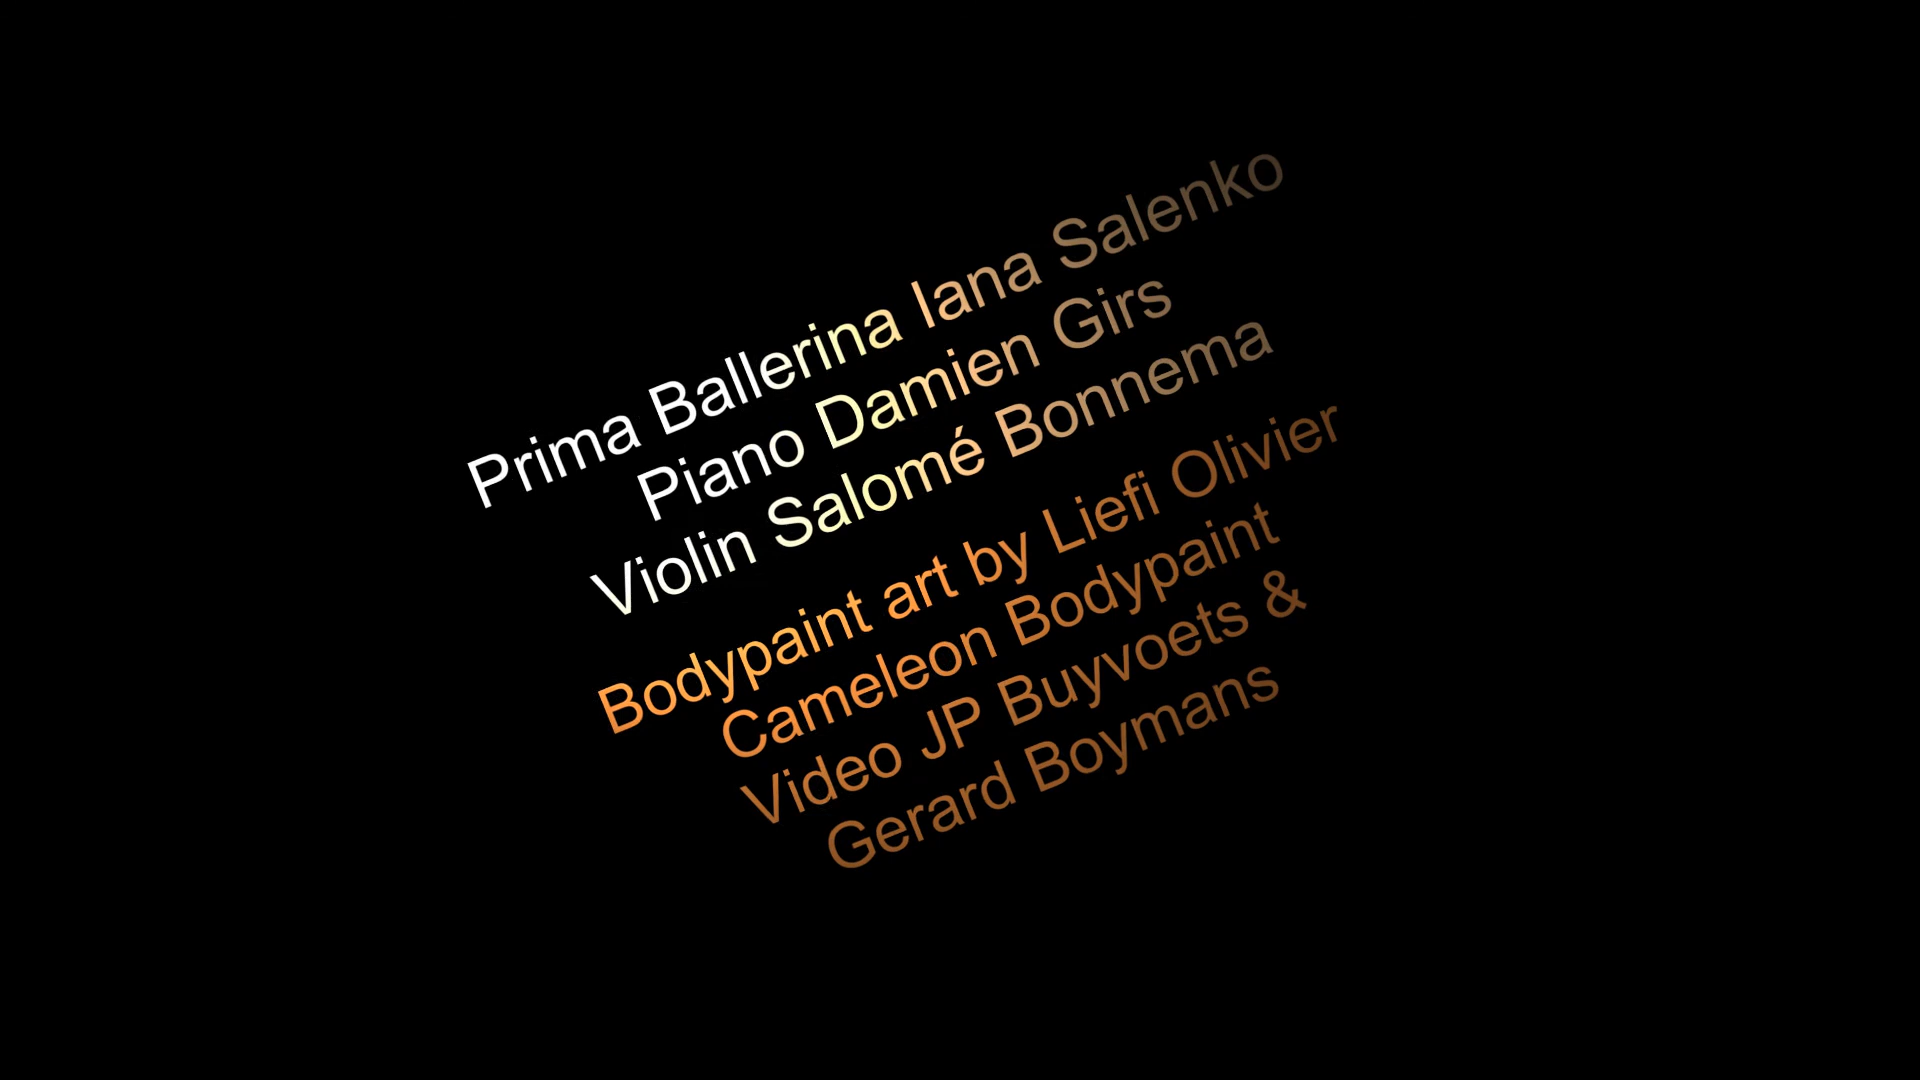 Prima Ballerina Iana Salenko
Piano Damien Girs
Violin Salomé Bonnema
Bodypaint art by Liefi Olivier
Cameleon Bodypaint
Video JP Buyvoets &
Gerard Boymans